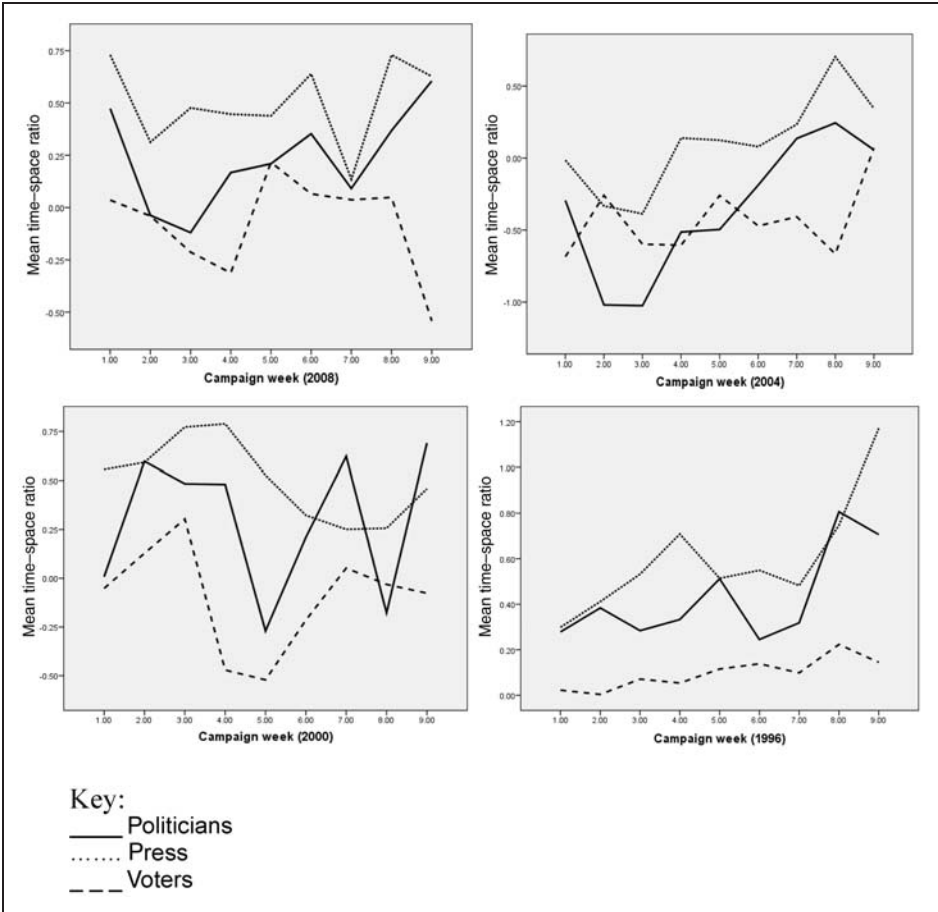 Mean time–space ratio
0.75
0.50
0.25
0.00
-0.25
-0.50
1.00 2.00 3.00 4.00 5.00 6.00 7.00 8.00 9.00
Campaign week (2008)
Mean time–space ratio
0.50
0.00
-0.50
-1.00
1.00 2.00 3.00 4.00 5.00 6.00 7.00 8.00 9.00
Campaign week (2004)
Mean time–space ratio
0.75
0.50
0.25
0.00
-0.25
-0.50
1.00 2.00 3.00 4.00 5.00 6.00 7.00 8.00 9.00
Campaign week (2000)
Mean time–space ratio
1.20
1.00
0.80
0.60
0.40
0.20
0.00
1.00 2.00 3.00 4.00 5.00 6.00 7.00 8.00 9.00
Campaign week (1996)
Key:
Politicians
Press
Voters